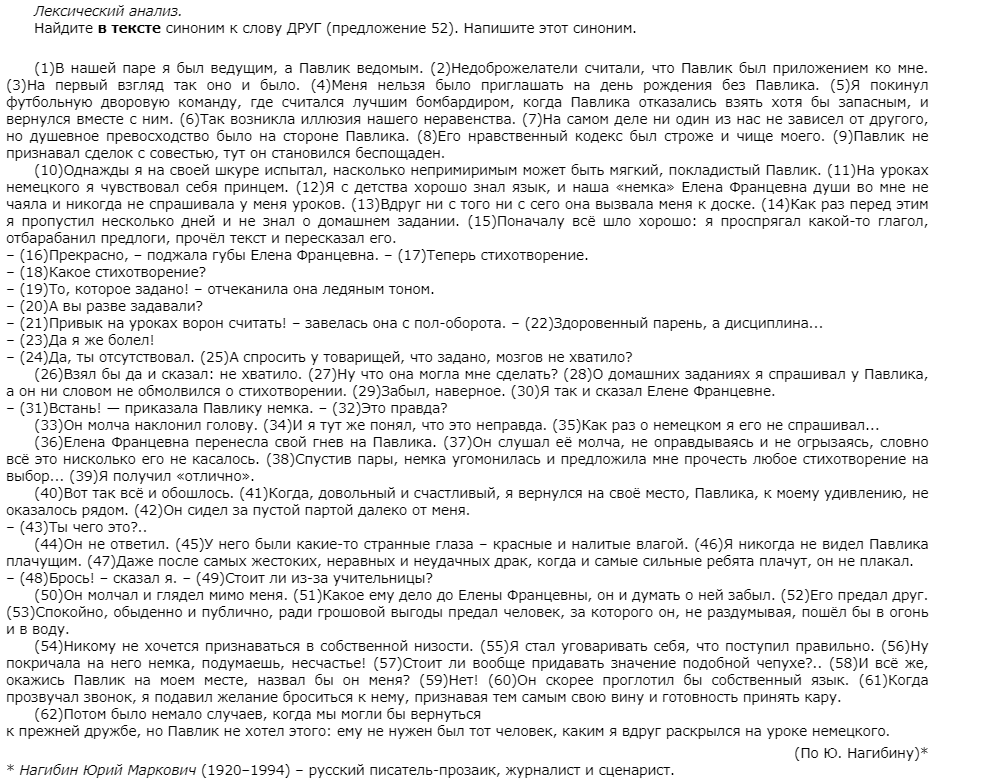 Лексический анализ.
Найдите в тексте синоним к слову ДРУГ (предложение 52). Напишите этот синоним.
(1)В нашей паре я был ведущим, а Павлик ведомым. (2)Недоброжелатели считали, что Павлик был приложением ко мне.
(3)На первый взгляд так оно и было. (4)Меня нельзя было приглашать на день рождения без Павлика. (5)Я покинул
футбольную дворовую команду, где считался лучшим бомбардиром, когда Павлика отказались взять хотя бы запасным, и
вернулся вместе с ним. (6)Так возникла иллюзия нашего неравенства. (7)На самом деле ни один из нас не зависел от другого,
но душевное превосходство было на стороне Павлика. (8)Его нравственный кодекс был строже и чище моего. (9)Павлик не
признавал сделок с совестью, тут он становился беспощаден.
(10)Однажды я на своей шкуре испытал, насколько непримиримым может быть мягкий, покладистый Павлик. (11)На уроках
немецкого я чувствовал себя принцем. (12)Я с детства хорошо знал язык, и наша «немка» Елена Францевна души во мне не
чаяла и никогда не спрашивала у меня уроков. (13)Вдруг ни с того ни с сего она вызвала меня к доске. (14)Как раз перед этим
я пропустил несколько дней и не знал о домашнем задании. (15)Поначалу всё шло хорошо: я проспрягал какой-то глагол,
отбарабанил предлоги, прочёл текст и пересказал его.
– (16)Прекрасно, – поджала губы Елена Францевна. – (17)Теперь стихотворение.
– (18)Какое стихотворение?
– (19)То, которое задано! – отчеканила она ледяным тоном.
– (20)А вы разве задавали?
– (21)Привык на уроках ворон считать! – завелась она с пол-оборота. – (22)Здоровенный парень, а дисциплина...
– (23)Да я же болел!
– (24)Да, ты отсутствовал. (25)А спросить у товарищей, что задано, мозгов не хватило?
(26)Взял бы да и сказал: не хватило. (27)Ну что она могла мне сделать? (28)О домашних заданиях я спрашивал у Павлика,
а он ни словом не обмолвился о стихотворении. (29)Забыл, наверное. (30)Я так и сказал Елене Францевне.
– (31)Встань! — приказала Павлику немка. – (32)Это правда?
(33)Он молча наклонил голову. (34)И я тут же понял, что это неправда. (35)Как раз о немецком я его не спрашивал...
(36)Елена Францевна перенесла свой гнев на Павлика. (37)Он слушал её молча, не оправдываясь и не огрызаясь, словно
всё это нисколько его не касалось. (38)Спустив пары, немка угомонилась и предложила мне прочесть любое стихотворение на
выбор... (39)Я получил «отлично».
(40)Вот так всё и обошлось. (41)Когда, довольный и счастливый, я вернулся на своё место, Павлика, к моему удивлению, не
оказалось рядом. (42)Он сидел за пустой партой далеко от меня.
– (43)Ты чего это?..
(44)Он не ответил. (45)У него были какие-то странные глаза – красные и налитые влагой. (46)Я никогда не видел Павлика
плачущим. (47)Даже после самых жестоких, неравных и неудачных драк, когда и самые сильные ребята плачут, он не плакал.
– (48)Брось! – сказал я. – (49)Стоит ли из-за учительницы?
(50)Он молчал и глядел мимо меня. (51)Какое ему дело до Елены Францевны, он и думать о ней забыл. (52)Его предал друг.
(53)Спокойно, обыденно и публично, ради грошовой выгоды предал человек, за которого он, не раздумывая, пошёл бы в огонь
и в воду.
(54)Никому не хочется признаваться в собственной низости. (55)Я стал уговаривать себя, что поступил правильно. (56)Ну
покричала на него немка, подумаешь, несчастье! (57)Стоит ли вообще придавать значение подобной чепухе?.. (58)И всё же,
окажись Павлик на моем месте, назвал бы он меня? (59)Нет! (60)Он скорее проглотил бы собственный язык. (61)Когда
прозвучал звонок, я подавил желание броситься к нему, признавая тем самым свою вину и готовность принять кару.
(62)Потом было немало случаев, когда мы могли бы вернуться
к прежней дружбе, но Павлик не хотел этого: ему не нужен был тот человек, каким я вдруг раскрылся на уроке немецкого.
(По Ю. Нагибину)*
* Нагибин Юрий Маркович (1920–1994) – русский писатель-прозаик, журналист и сценарист.